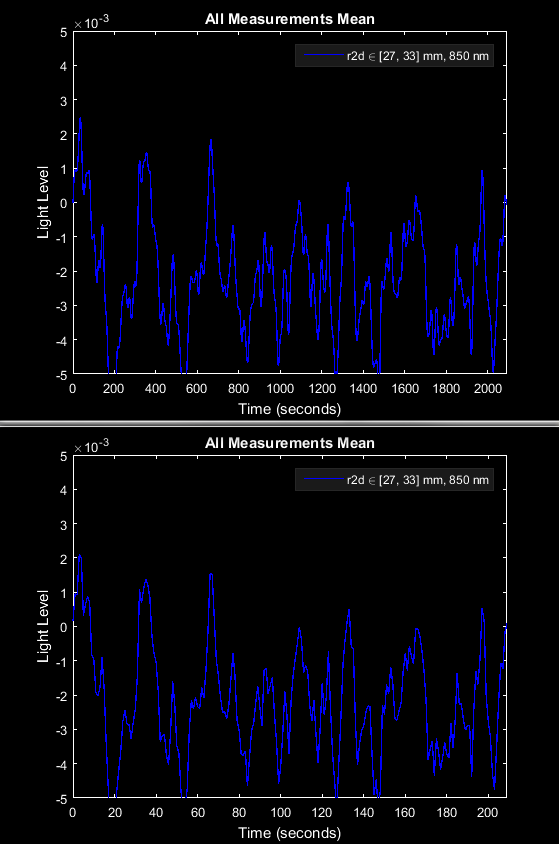 All Measurements Mean
×10-3
r2d ∈ [27, 33] mm, 850 nm
5
4
3
2
1
0
-1
-2
-3
-4
-5
Light Level
0 200 400 600 800 1000 1200 1400 1600 1800 2000
Time (seconds)
All Measurements Mean
×10-3
r2d ∈ [27, 33] mm, 850 nm
5
4
3
2
1
0
-1
-2
-3
-4
-5
Light Level
0 20 40 60 80 100 120 140 160 180 200
Time (seconds)